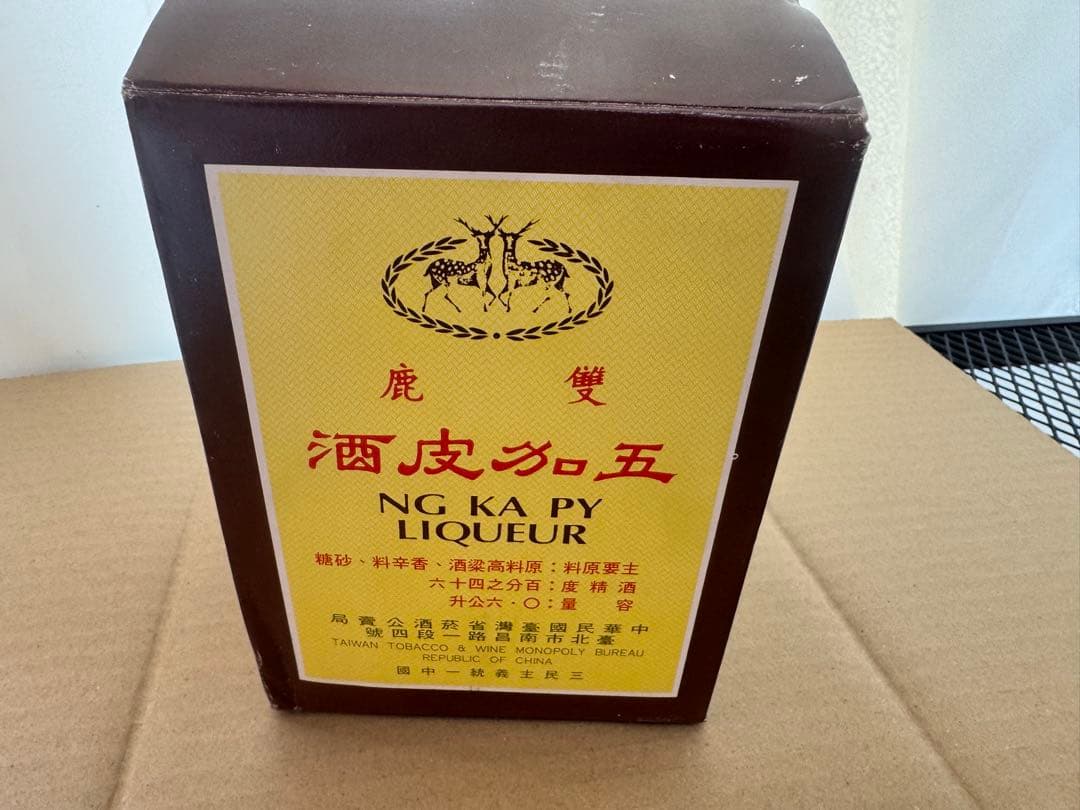 雙鹿
五加皮酒
NG KA PY
LIQUEUR
主要原料：原料高粱酒、香辛料、砂糖
酒精度：百分之四十六
容量：〇・六公升
中華民國臺灣省菸酒公賣局
臺北市南昌路一段四號
TAIWAN TOBACCO & WINE MONOPOLY BUREAU
REPUBLIC OF CHINA
三民主義統一中國